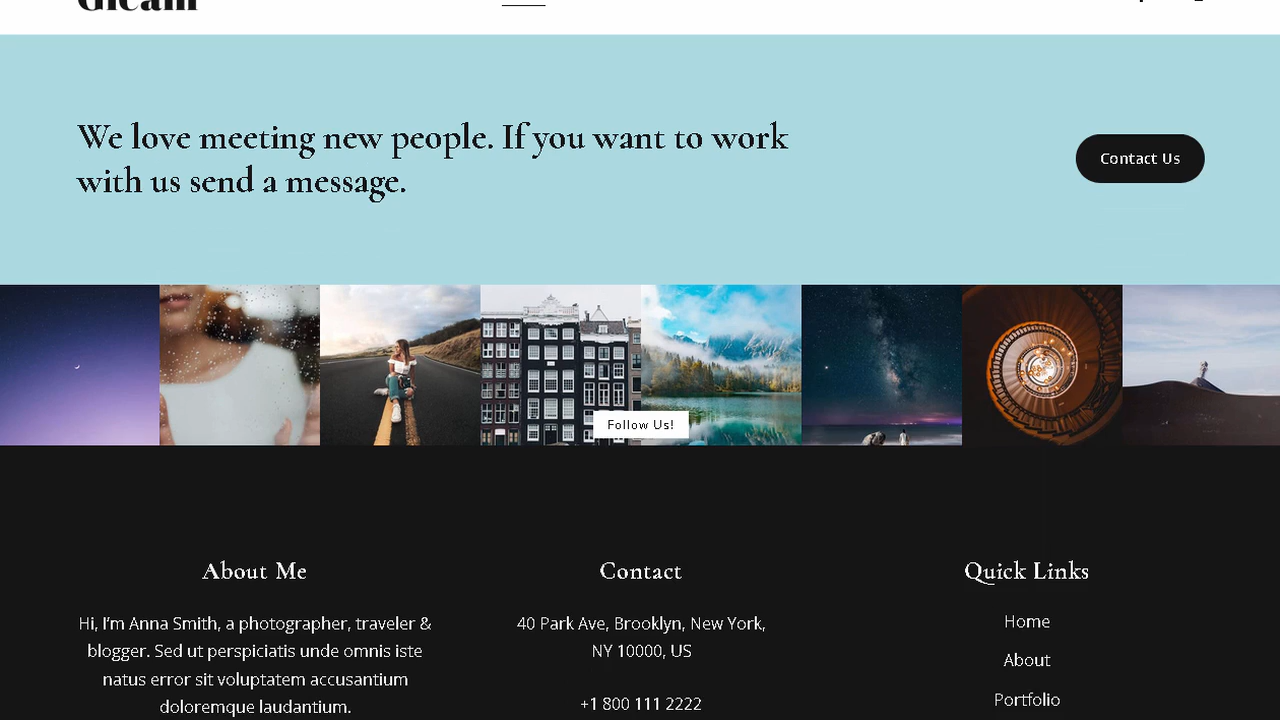 Gleam
We love meeting new people. If you want to work
with us send a message.
Contact Us
Follow Us!
About Me
Hi, I'm Anna Smith, a photographer, traveler &
blogger. Sed ut perspiciatis unde omnis iste
natus error sit voluptatem accusantium
doloremque laudantium.
Contact
40 Park Ave, Brooklyn, New York,
NY 10000, US
+1 800 111 2222
Quick Links
Home
About
Portfolio